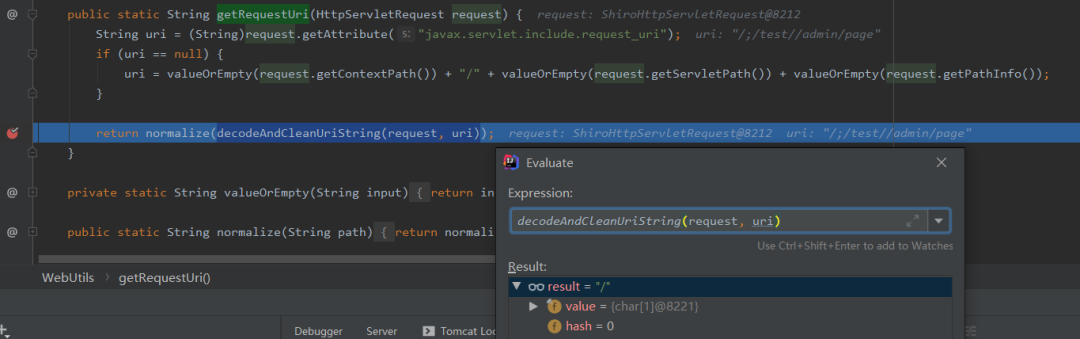 public static String getRequestUri(HttpServletRequest request) {  request: ShiroHttpServletRequest@8212
String uri = (String)request.getAttribute( s: "javax.servlet.include.request_uri");  uri: "/;/test//admin/page"
if (uri == null) {
uri = valueOrEmpty(request.getContextPath()) + "/" + valueOrEmpty(request.getServletPath()) + valueOrEmpty(request.getPathInfo());
}
return normalize(decodeAndCleanUriString(request, uri));  request: ShiroHttpServletRequest@8212  uri: "/;/test//admin/page"
}
Evaluate
Expression:
private static String valueOrEmpty(String input) { return in
decodeAndCleanUriString(request, uri)
public static String normalize(String path) { return normali
Use Ctrl+Shift+Enter to add to Watches
Result:
WebUtils > getRequestUri()
result = "/"
value = {char[1]@8221}
hash = 0
Debugger Server Tomcat Loc